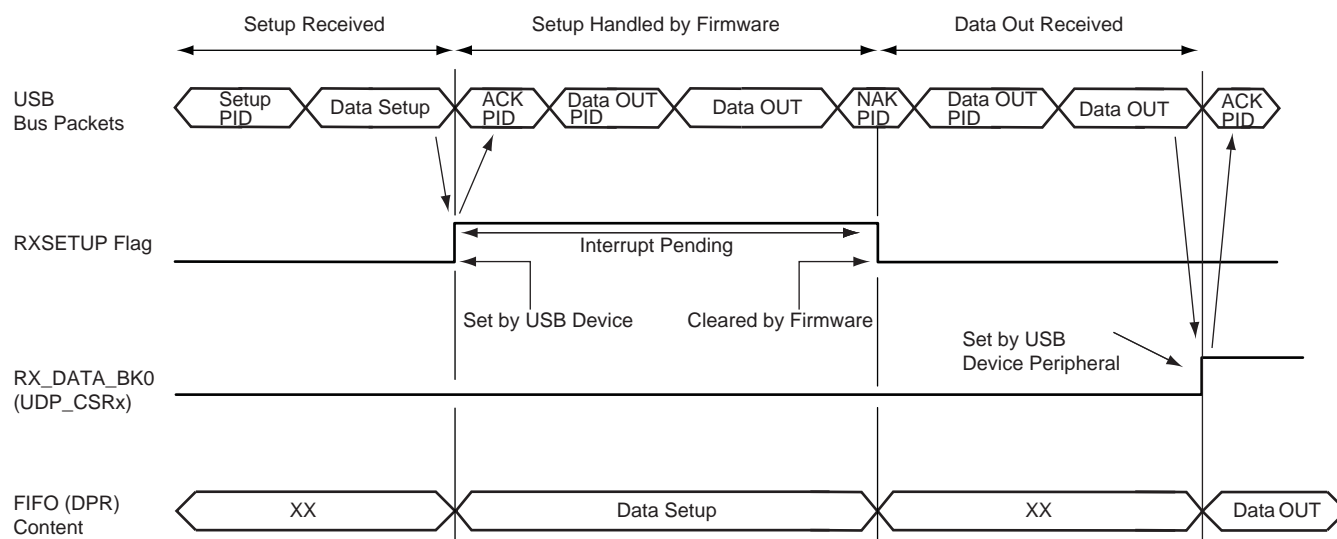 Setup Received
Setup Handled by Firmware
Data Out Received
USB
Bus Packets
Setup
PID
Data Setup
ACK
PID
Data OUT
PID
Data OUT
NAK
PID
Data OUT
PID
Data OUT
ACK
PID
RXSETUP Flag
Interrupt Pending
Set by USB Device
Cleared by Firmware
Set by USB
Device Peripheral
RX_DATA_BK0
(UDP_CSRx)
FIFO (DPR)
Content
XX
Data Setup
XX
Data OUT